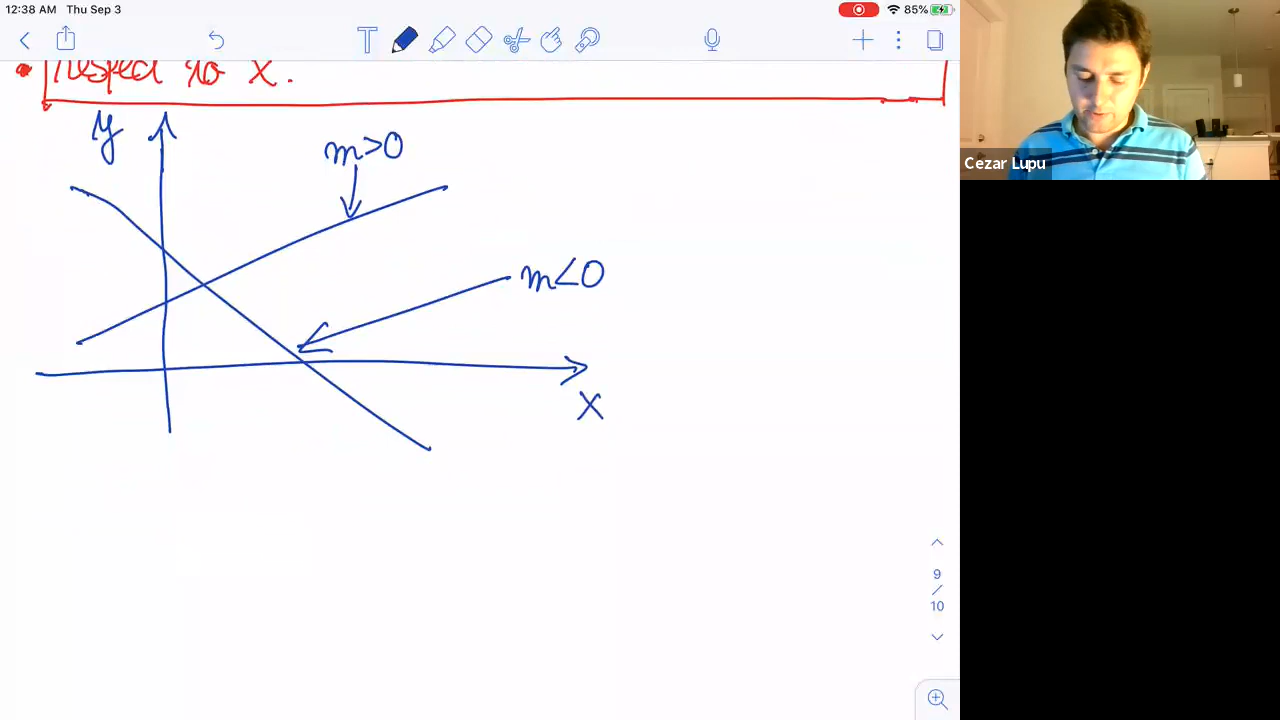 12:38 AM Thu Sep 3
85%
T
respect to x.
y
m>0
m<0
x
9
/
10
Cezar Lupu